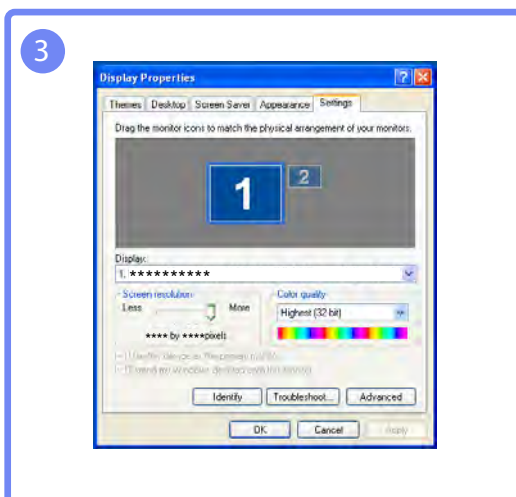 3
Display Properties
Themes Desktop Screen Saver Appearance Settings
Drag the monitor icons to match the physical arrangement of your monitors.
1 2
Display:
1. **********
Screen resolution Color quality
Less More Highest (32 bit)
**** by ****pixels
Identify Troubleshoot... Advanced
OK Cancel Apply